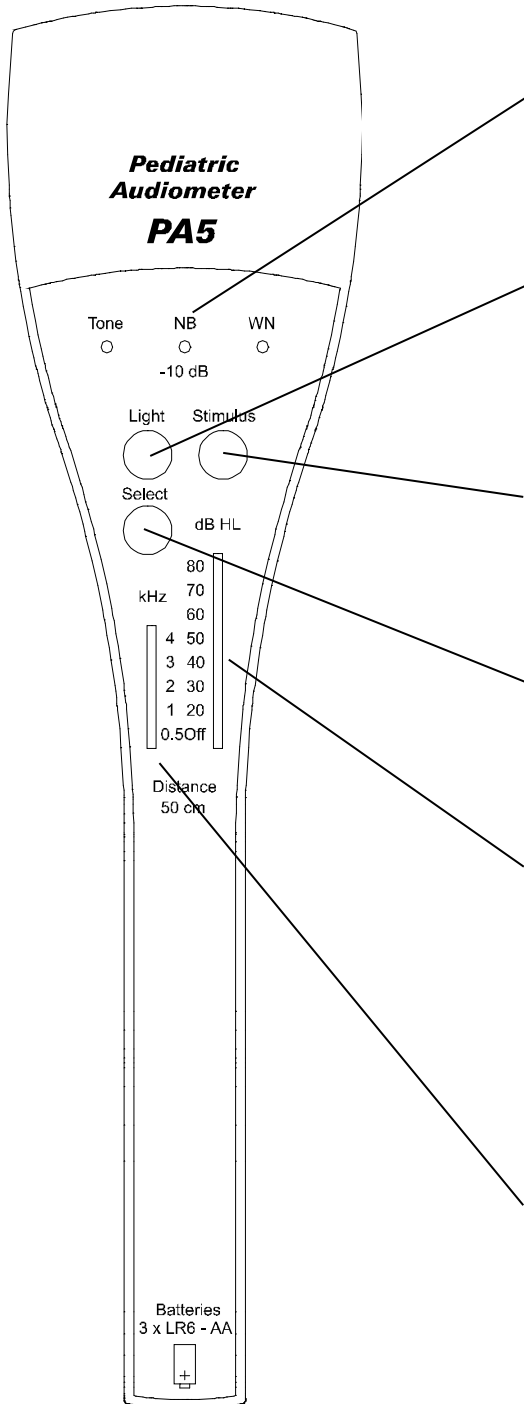 Pediatric
Audiometer
PA5
Tone NB WN
-10 dB
Light Stimulus
Select
dB HL
80
kHz 70
60
4 50
3 40
2 30
1 20
0.5 Off
Distance
50 cm
Batteries
3 x LR6 - AA
+